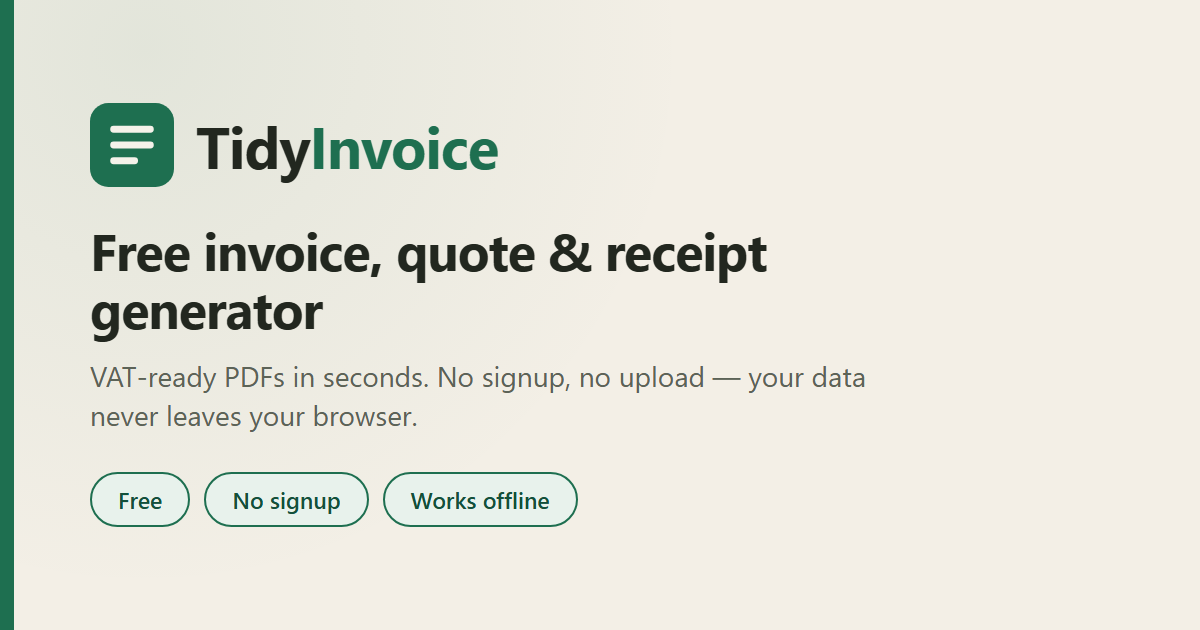 TidyInvoice
Free invoice, quote & receipt
generator
VAT-ready PDFs in seconds. No signup, no upload — your data
never leaves your browser.
Free
No signup
Works offline